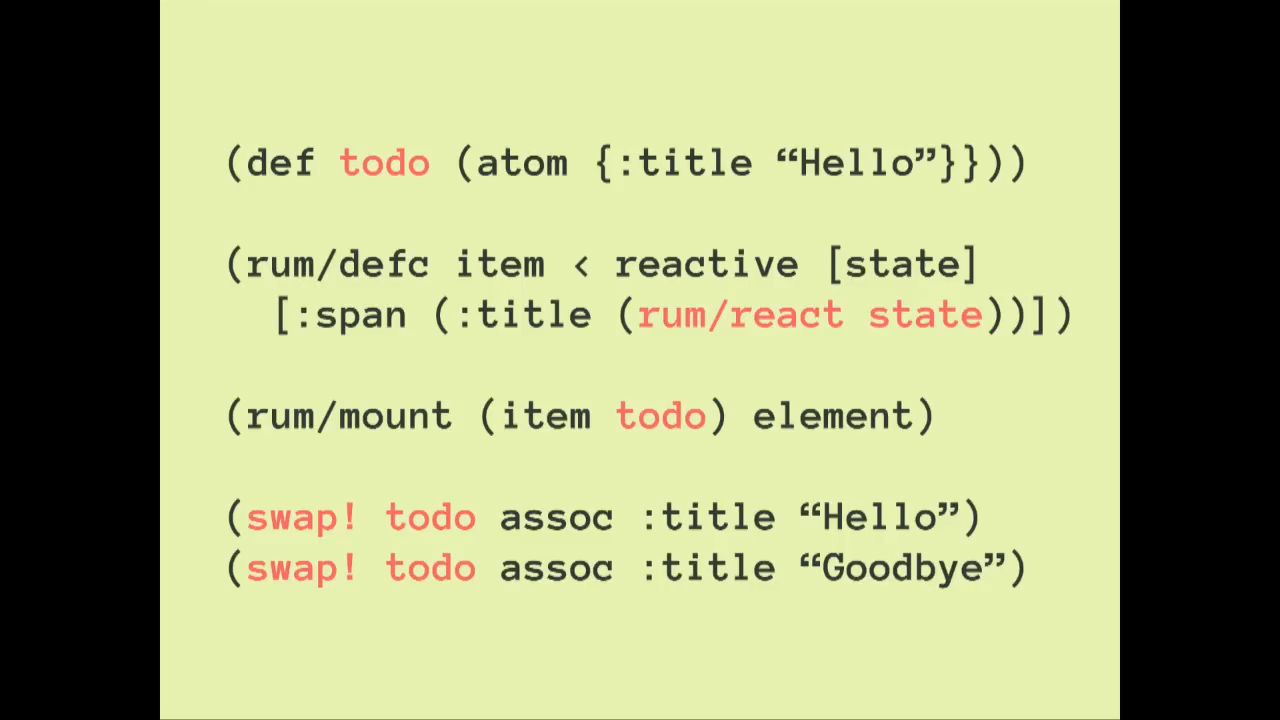 (def todo (atom {:title “Hello”}}))
(rum/defc item < reactive [state]
[:span (:title (rum/react state))])
(rum/mount (item todo) element)
(swap! todo assoc :title “Hello”)
(swap! todo assoc :title “Goodbye”)